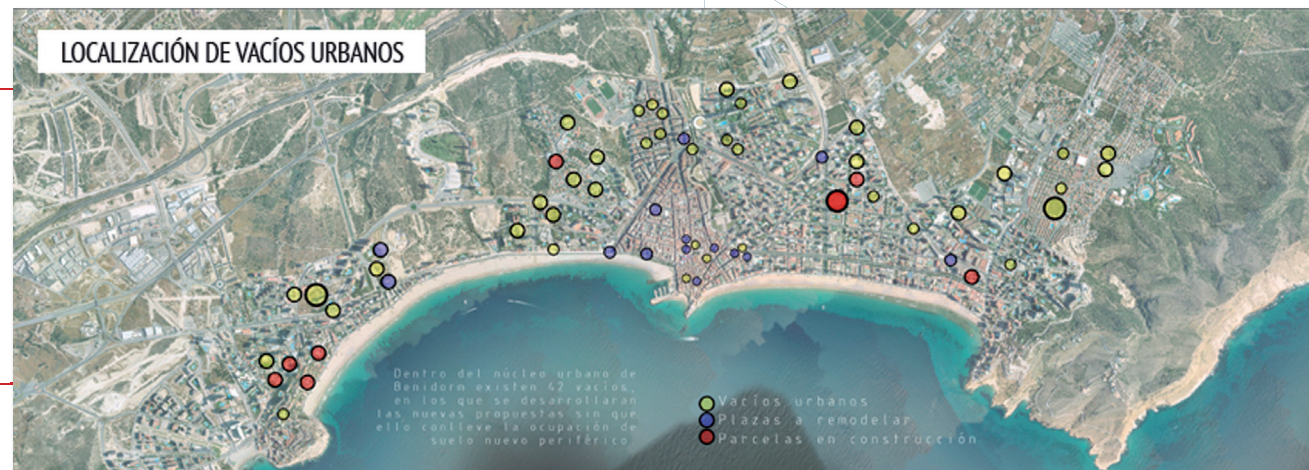 LOCALIZACIÓN DE VACÍOS URBANOS
Dentro del núcleo urbano de
Benidorm existen 42 vacíos,
en los que se desarrollaran
las nuevas propuestas sin que
ello conlleve la ocupación de
suelo nuevo periférico.
Vacíos urbanos
Plazas a remodelar
Parcelas en construcción